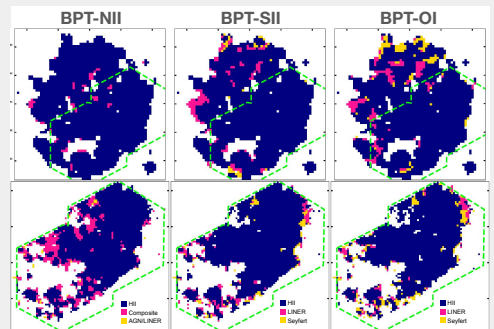 BPT-NII BPT-SII BPT-OI
HII HII HII
Composite LINER LINER
AGN/LINER Seyfert Seyfert